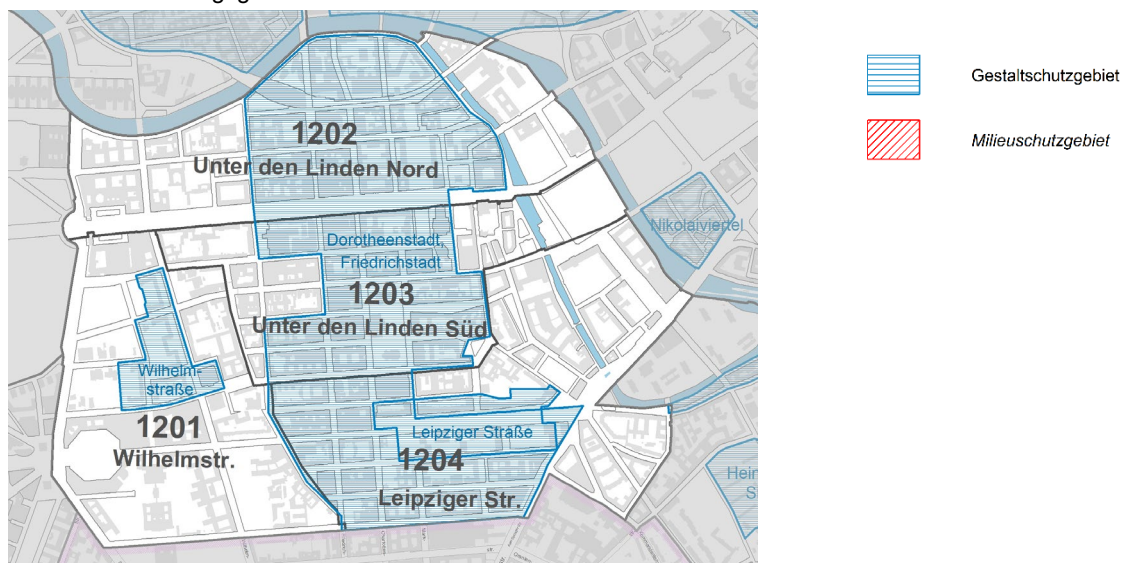 1202
Unter den Linden Nord
Dorotheenstadt,
Friedrichstadt
1203
Unter den Linden Süd
Nikolaiviertel
Wilhelm-
straße
1201
Wilhelmstr.
Leipziger Straße
1204
Leipziger Str.
Gestaltschutzgebiet
Milieuschutzgebiet